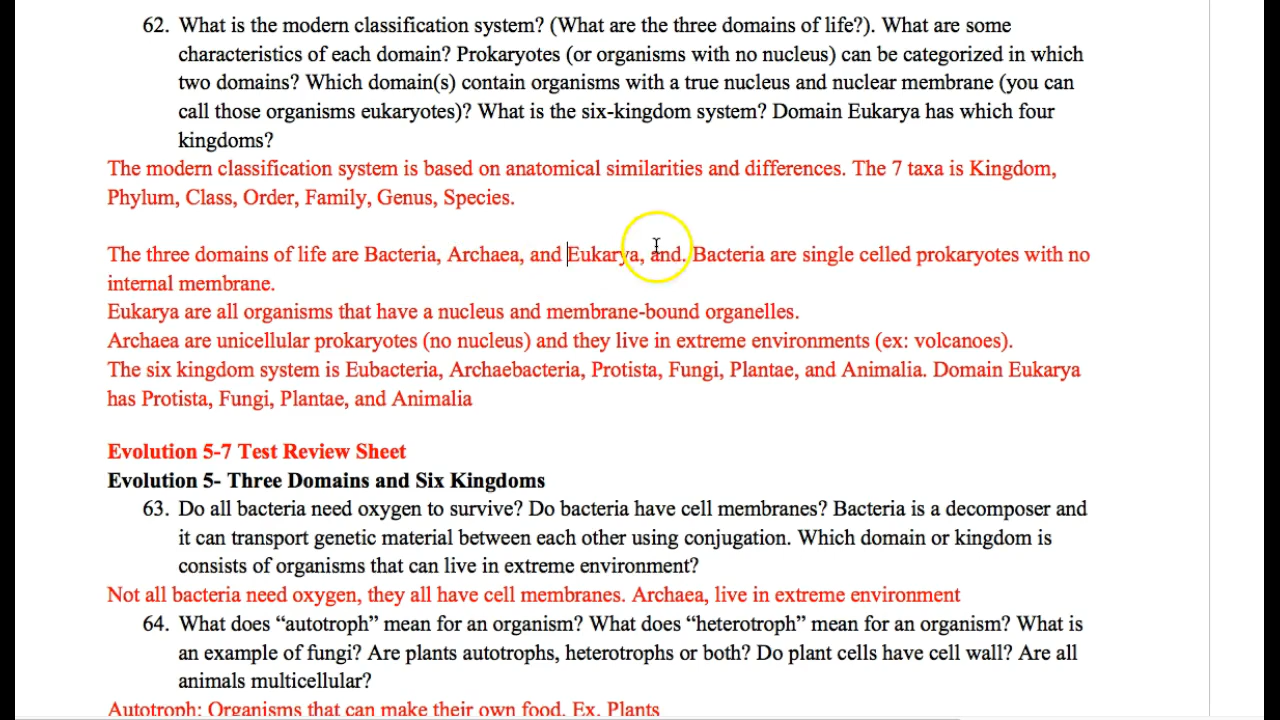 62. What is the modern classification system? (What are the three domains of life?). What are some
characteristics of each domain? Prokaryotes (or organisms with no nucleus) can be categorized in which
two domains? Which domain(s) contain organisms with a true nucleus and nuclear membrane (you can
call those organisms eukaryotes)? What is the six-kingdom system? Domain Eukarya has which four
kingdoms?
The modern classification system is based on anatomical similarities and differences. The 7 taxa is Kingdom,
Phylum, Class, Order, Family, Genus, Species.
The three domains of life are Bacteria, Archaea, and Eukarya, and. Bacteria are single celled prokaryotes with no
internal membrane.
Eukarya are all organisms that have a nucleus and membrane-bound organelles.
Archaea are unicellular prokaryotes (no nucleus) and they live in extreme environments (ex: volcanoes).
The six kingdom system is Eubacteria, Archaebacteria, Protista, Fungi, Plantae, and Animalia. Domain Eukarya
has Protista, Fungi, Plantae, and Animalia
Evolution 5-7 Test Review Sheet
Evolution 5- Three Domains and Six Kingdoms
63. Do all bacteria need oxygen to survive? Do bacteria have cell membranes? Bacteria is a decomposer and
it can transport genetic material between each other using conjugation. Which domain or kingdom is
consists of organisms that can live in extreme environment?
Not all bacteria need oxygen, they all have cell membranes. Archaea, live in extreme environment
64. What does “autotroph” mean for an organism? What does “heterotroph” mean for an organism? What is
an example of fungi? Are plants autotrophs, heterotrophs or both? Do plant cells have cell wall? Are all
animals multicellular?
Autotroph: Organisms that can make their own food. Ex. Plants